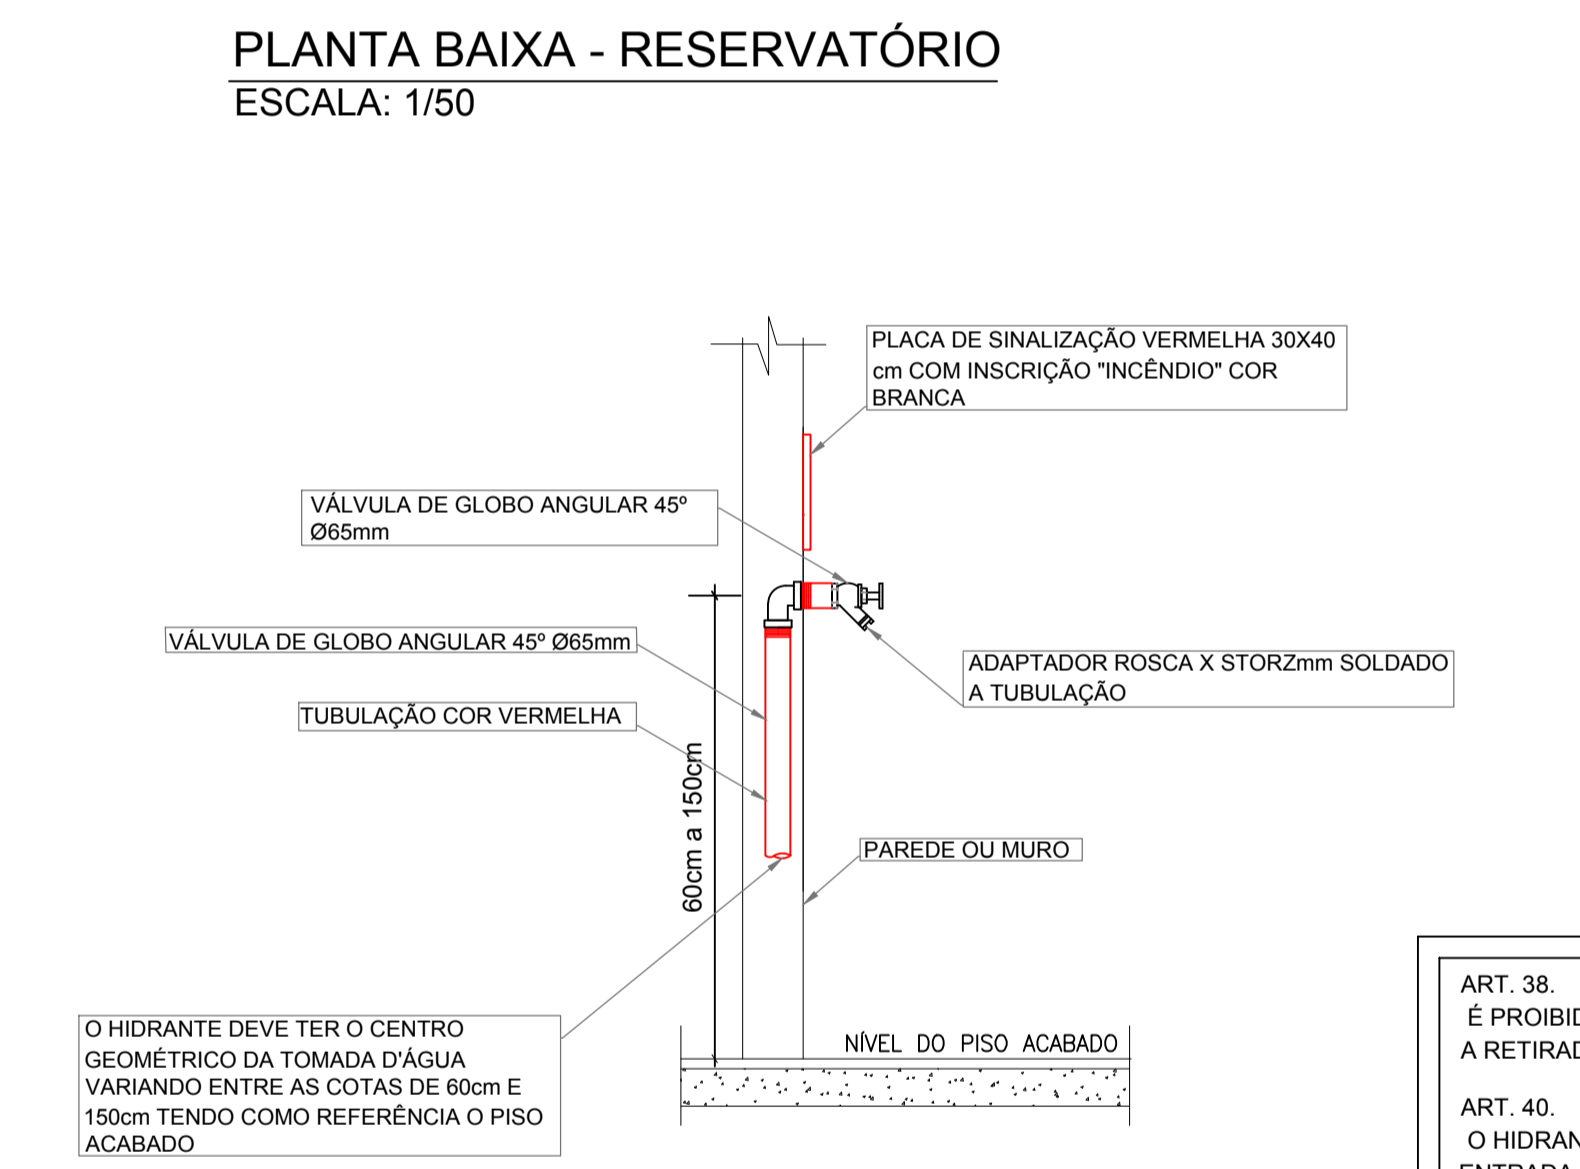 PLANTA BAIXA - RESERVATÓRIO
ESCALA: 1/50
PLACA DE SINALIZAÇÃO VERMELHA 30X40
cm COM INSCRIÇÃO "INCÊNDIO" COR
BRANCA
VÁLVULA DE GLOBO ANGULAR 45º
Ø65mm
VÁLVULA DE GLOBO ANGULAR 45º Ø65mm
ADAPTADOR ROSCA X STORZmm SOLDADO
A TUBULAÇÃO
TUBULAÇÃO COR VERMELHA
60cm a 150cm
PAREDE OU MURO
O HIDRANTE DEVE TER O CENTRO
GEOMÉTRICO DA TOMADA D'ÁGUA
VARIANDO ENTRE AS COTAS DE 60cm E
150cm TENDO COMO REFERÊNCIA O PISO
ACABADO
NÍVEL DO PISO ACABADO
ART. 38.
É PROIBID
A RETIRAD
ART. 40.
O HIDRAN